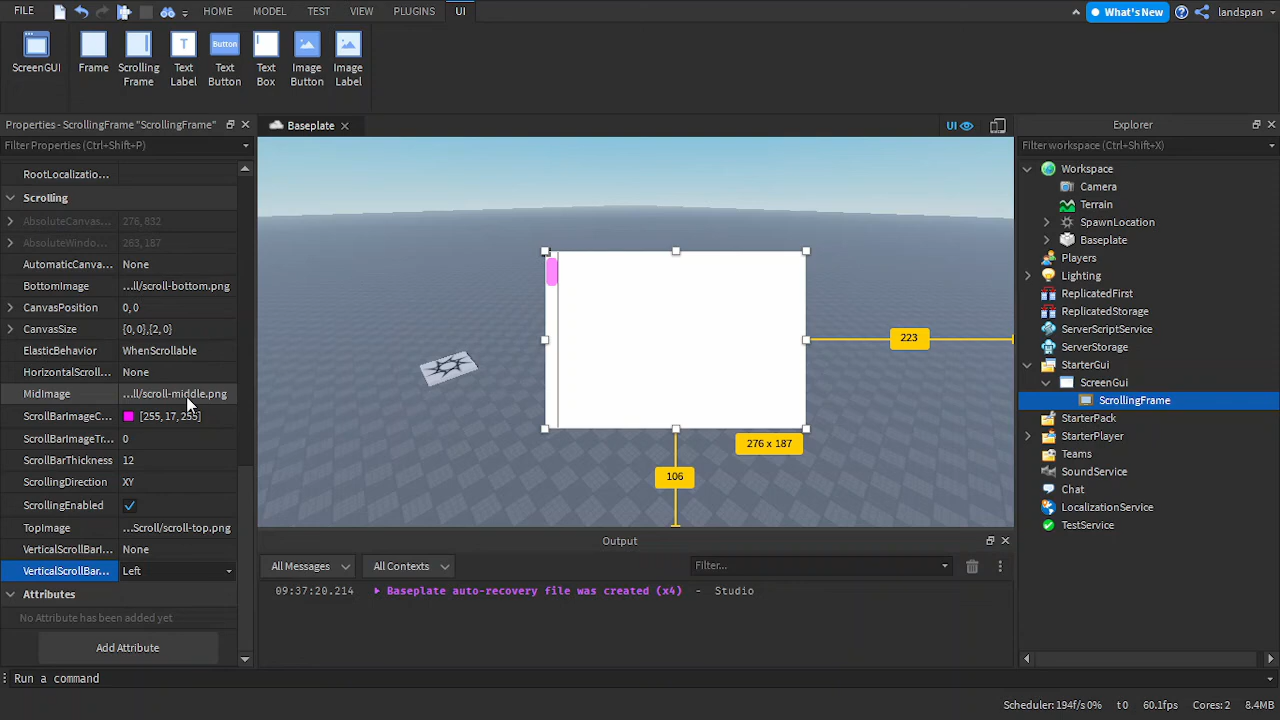 FILE HOME MODEL TEST VIEW PLUGINS UI What's New landspan
ScreenGUI Frame Scrolling Frame Text Label Text Button Text Box Image Button Image Label
T Button
Properties - ScrollingFrame "ScrollingFrame"
Filter Properties (Ctrl+Shift+P)
RootLocalizatio...
Scrolling
AbsoluteCanvas... 276, 832
AbsoluteWindo... 263, 187
AutomaticCanva... None
BottomImage ...ll/scroll-bottom.png
CanvasPosition 0, 0
CanvasSize {0, 0},{2, 0}
ElasticBehavior WhenScrollable
HorizontalScroll... None
MidImage ...ll/scroll-middle.png
ScrollBarImageC... [255, 17, 255]
ScrollBarImageTr... 0
ScrollBarThickness 12
ScrollingDirection XY
ScrollingEnabled
TopImage ...Scroll/scroll-top.png
VerticalScrollBarI... None
VerticalScrollBar... Left
Attributes
No Attribute has been added yet
Add Attribute
Baseplate
UI
223
276 x 187
106
Output
All Messages All Contexts Filter...
09:37:20.214 Baseplate auto-recovery file was created (x4) - Studio
Explorer
Filter workspace (Ctrl+Shift+X)
Workspace
Camera
Terrain
SpawnLocation
Baseplate
Players
Lighting
ReplicatedFirst
ReplicatedStorage
ServerScriptService
ServerStorage
StarterGui
ScreenGui
ScrollingFrame
StarterPack
StarterPlayer
Teams
SoundService
Chat
LocalizationService
TestService
Run a command
Scheduler: 194f/s0% t0 60.1fps Cores: 2 8.4MB